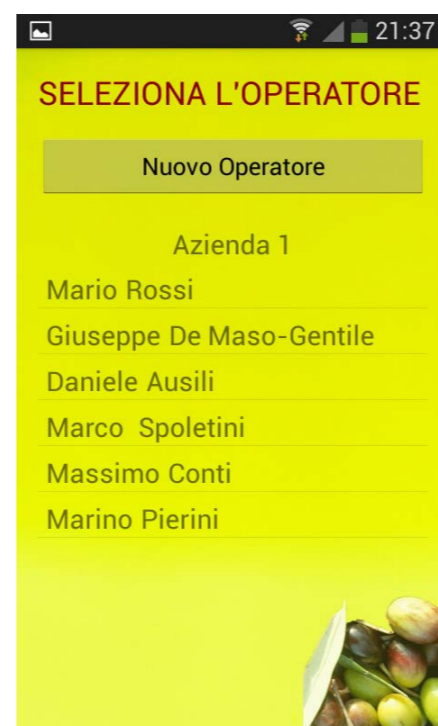 21:37
SELEZIONA L'OPERATORE
Nuovo Operatore
Azienda 1
Mario Rossi
Giuseppe De Maso-Gentile
Daniele Ausili
Marco  Spoletini
Massimo Conti
Marino Pierini